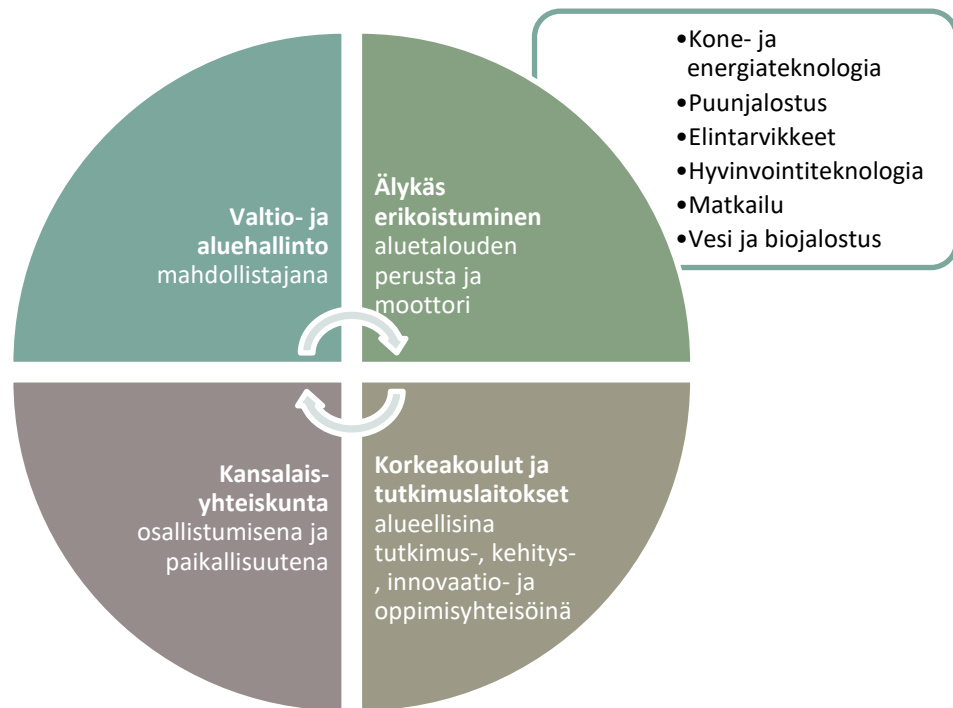 •Kone- ja
energiateknologia
•Puunjalostus
•Elintarvikkeet
•Hyvinvointiteknologia
•Matkailu
•Vesi ja biojalostus
Valtio- ja
aluehallinto
mahdollistajana
Älykäs
erikoistuminen
aluetalouden
perusta ja
moottori
Kansalais-
yhteiskunta
osallistumisena ja
paikallisuutena
Korkeakoulut ja
tutkimuslaitokset
alueellisina
tutkimus-, kehitys-
, innovaatio- ja
oppimisyhteisöinä